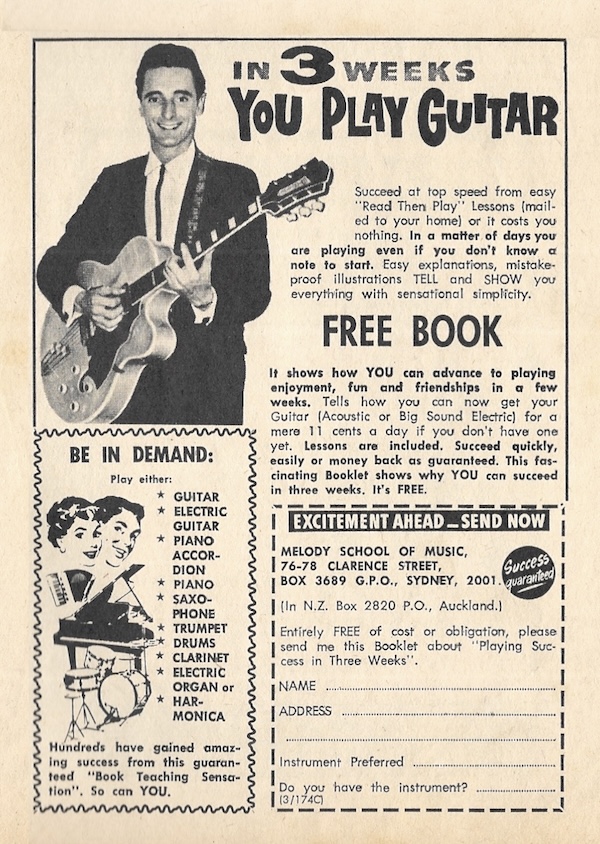 IN 3 WEEKS
YOU PLAY GUITAR
Succeed at top speed from easy
"Read Then Play" Lessons (mail-
ed to your home) or it costs you
nothing. In a matter of days you
are playing even if you don't know a
note to start. Easy explanations, mistake-
proof illustrations TELL and SHOW you
everything with sensational simplicity.
FREE BOOK
It shows how YOU can advance to playing
enjoyment, fun and friendships in a few
weeks. Tells how you can now get your
Guitar (Acoustic or Big Sound Electric) for a
mere 11 cents a day if you don't have one
yet. Lessons are included. Succeed quickly,
easily or money back as guaranteed. This fas-
cinating Booklet shows why YOU can succeed
in three weeks. It's FREE.
BE IN DEMAND:
Play either:
★ GUITAR
★ ELECTRIC
GUITAR
★ PIANO
ACCOR-
DION
★ PIANO
★ SAXO-
PHONE
★ TRUMPET
★ DRUMS
★ CLARINET
★ ELECTRIC
ORGAN or
★ HAR-
MONICA
Hundreds have gained amaz-
ing success from this guaran-
teed "Book Teaching Sensa-
tion". So can YOU.
EXCITEMENT AHEAD — SEND NOW
MELODY SCHOOL OF MUSIC,
76-78 CLARENCE STREET,
BOX 3689 G.P.O., SYDNEY, 2001.
Success
guaranteed
(In N.Z. Box 2820 P.O., Auckland.)
Entirely FREE of cost or obligation, please
send me this Booklet about "Playing Suc-
cess in Three Weeks".
NAME
ADDRESS
Instrument Preferred
Do you have the instrument?
(3/174C)